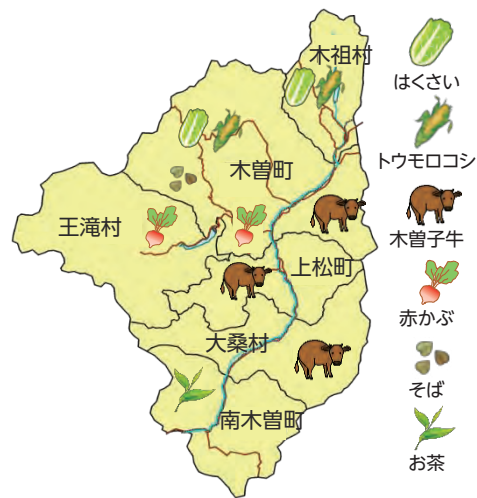 木祖村
木曽町
王滝村
上松町
大桑村
南木曽町
はくさい
トウモロコシ
木曽子牛
赤かぶ
そば
お茶